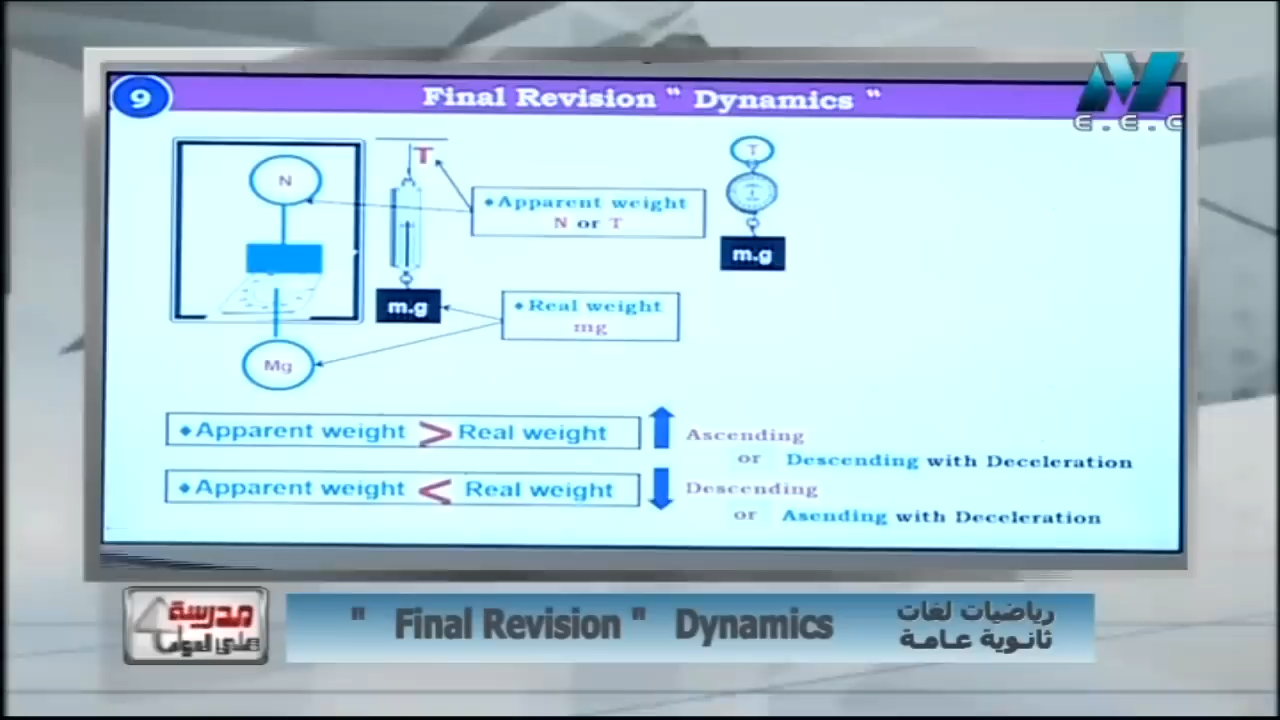 9
Final Revision " Dynamics "
E.E.C
N
T
T
• Apparent weight
N or T
m.g
m.g
• Real weight
mg
Mg
• Apparent weight > Real weight
Ascending
or Descending with Deceleration
• Apparent weight < Real weight
Descending
or Asending with Deceleration
مدرسة
على الهواء
" Final Revision " Dynamics
رياضيات لغات
ثانوية عامة